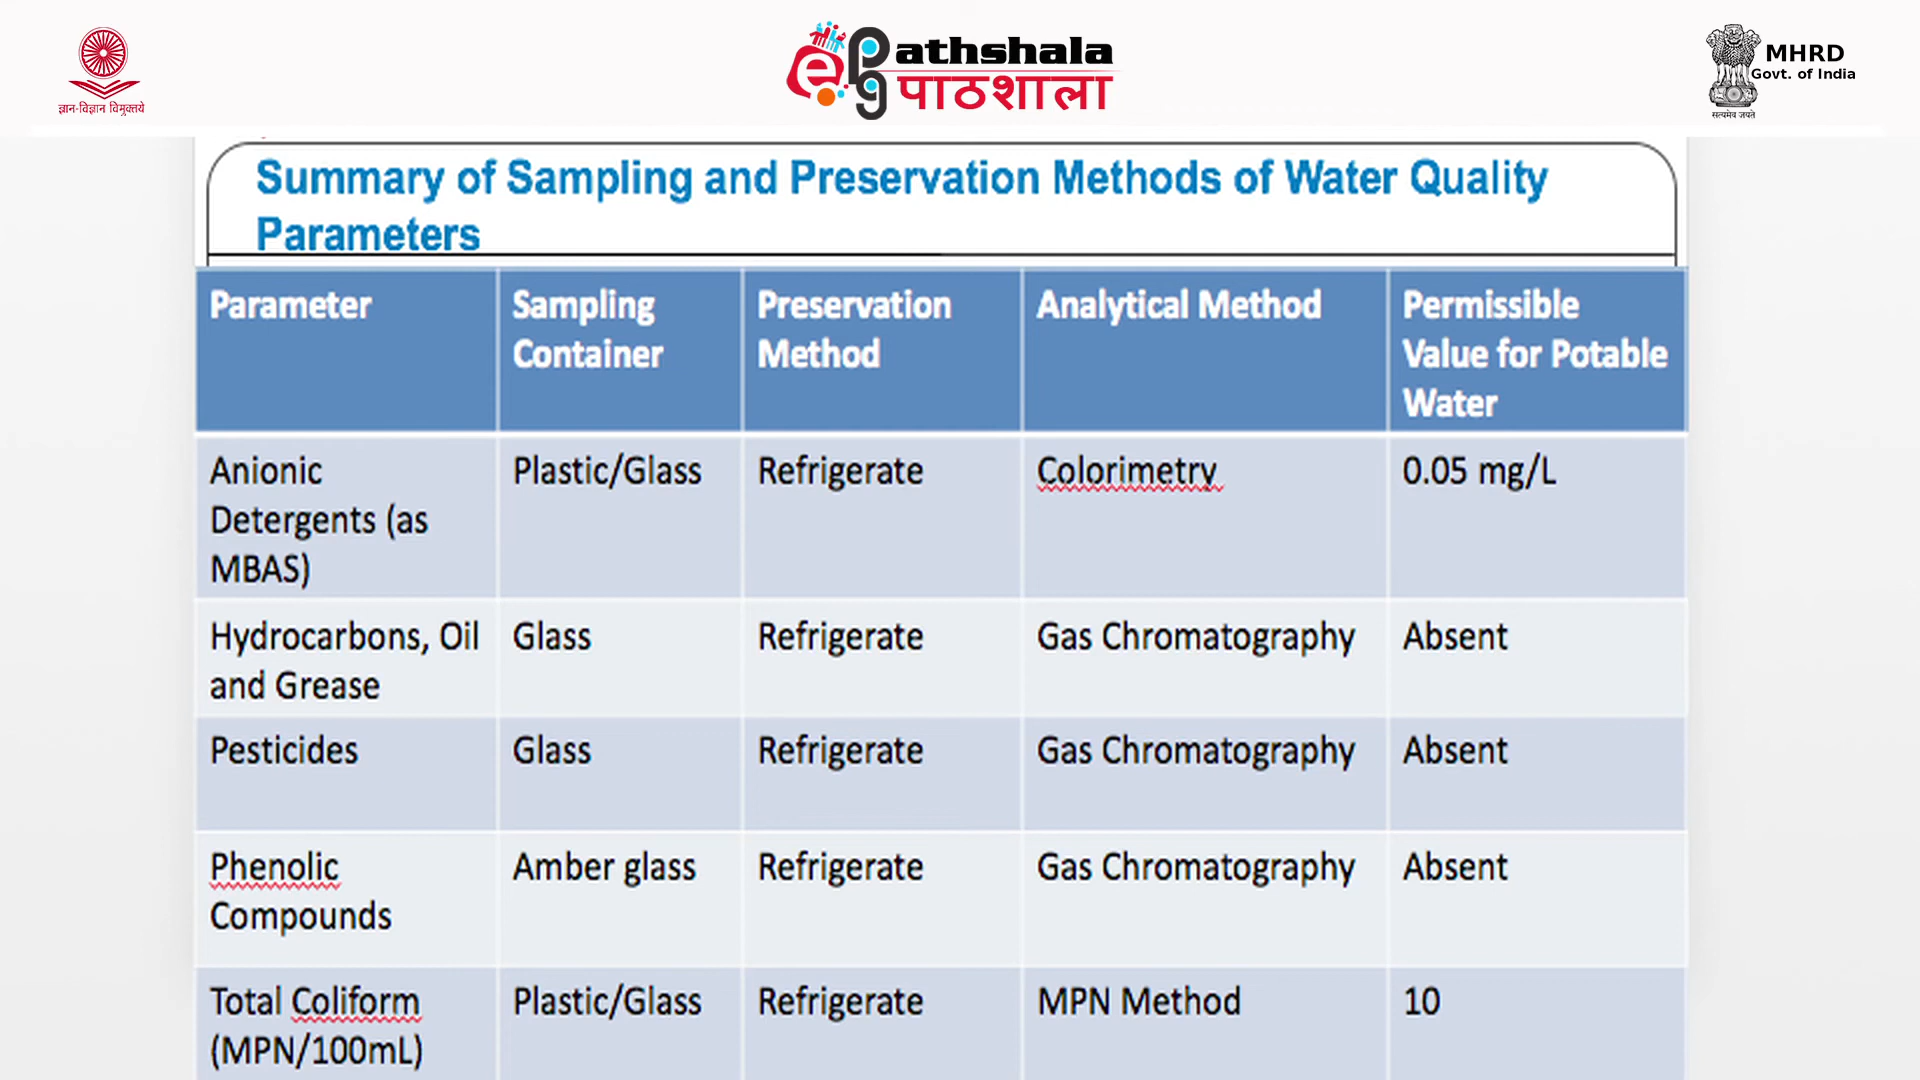 ज्ञान-विज्ञान विमुक्तये
ePGathshala
पाठशाला
MHRD
Govt. of India
सत्यमेव जयते
Summary of Sampling and Preservation Methods of Water Quality
Parameters
Parameter
Sampling
Container
Preservation
Method
Analytical Method
Permissible
Value for Potable
Water
Anionic
Detergents (as
MBAS)
Plastic/Glass
Refrigerate
Colorimetry
0.05 mg/L
Hydrocarbons, Oil
and Grease
Glass
Refrigerate
Gas Chromatography
Absent
Pesticides
Glass
Refrigerate
Gas Chromatography
Absent
Phenolic
Compounds
Amber glass
Refrigerate
Gas Chromatography
Absent
Total Coliform
(MPN/100mL)
Plastic/Glass
Refrigerate
MPN Method
10